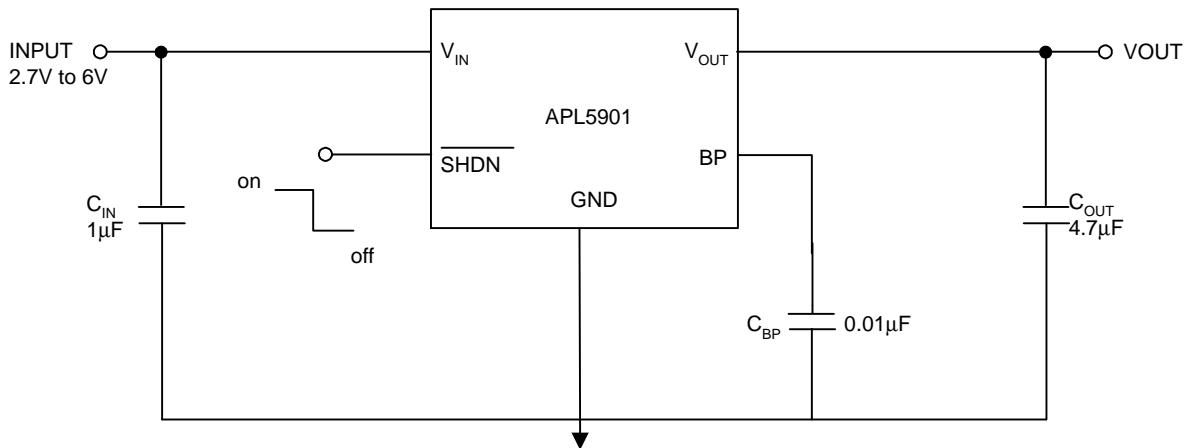 INPUT
2.7V to 6V
VIN
VOUT
VOUT
APL5901
SHDN
BP
GND
on
off
CIN
1µF
COUT
4.7µF
CBP
0.01µF